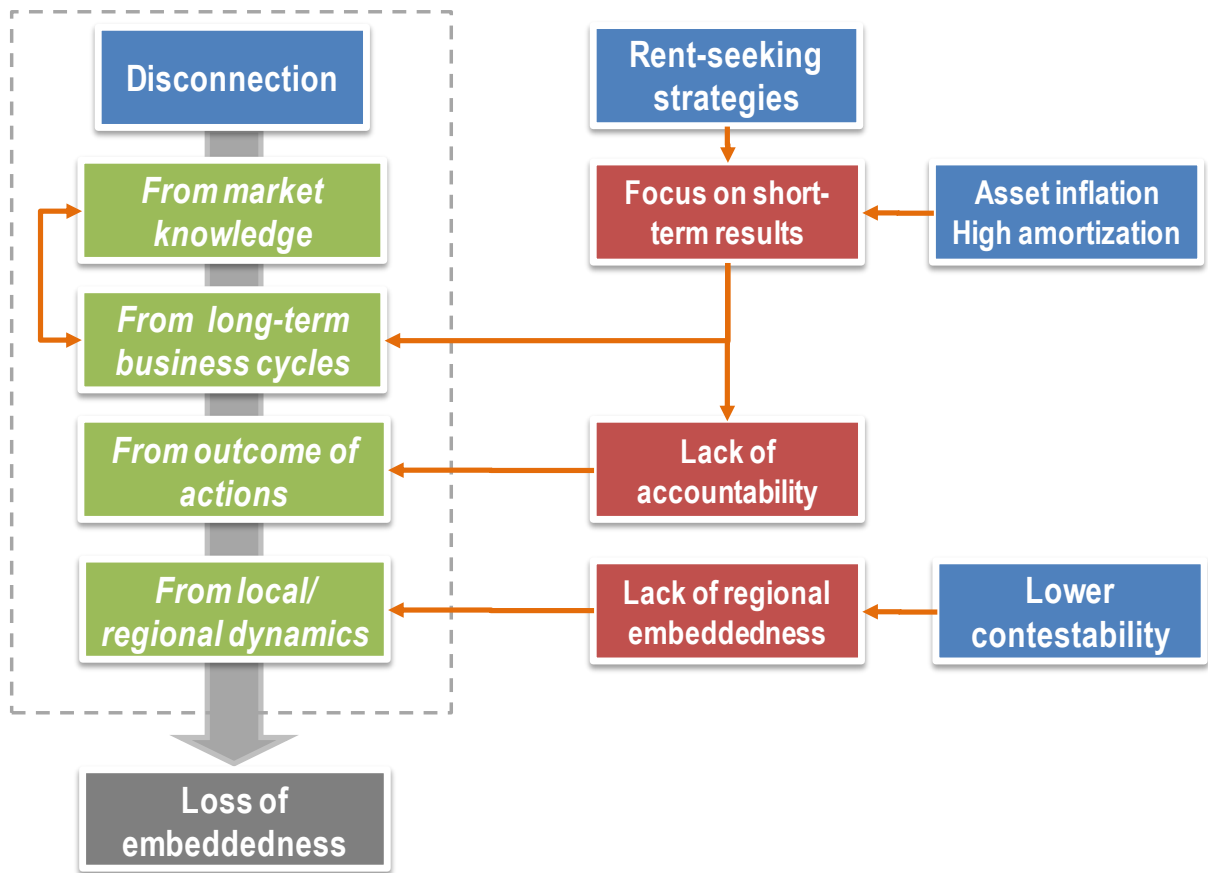 Disconnection
Rent-seeking
strategies
From market
knowledge
Focus on short-
term results
Asset inflation
High amortization
From long-term
business cycles
From outcome of
actions
Lack of
accountability
From local/
regional dynamics
Lack of regional
embeddedness
Lower
contestability
Loss of
embeddedness